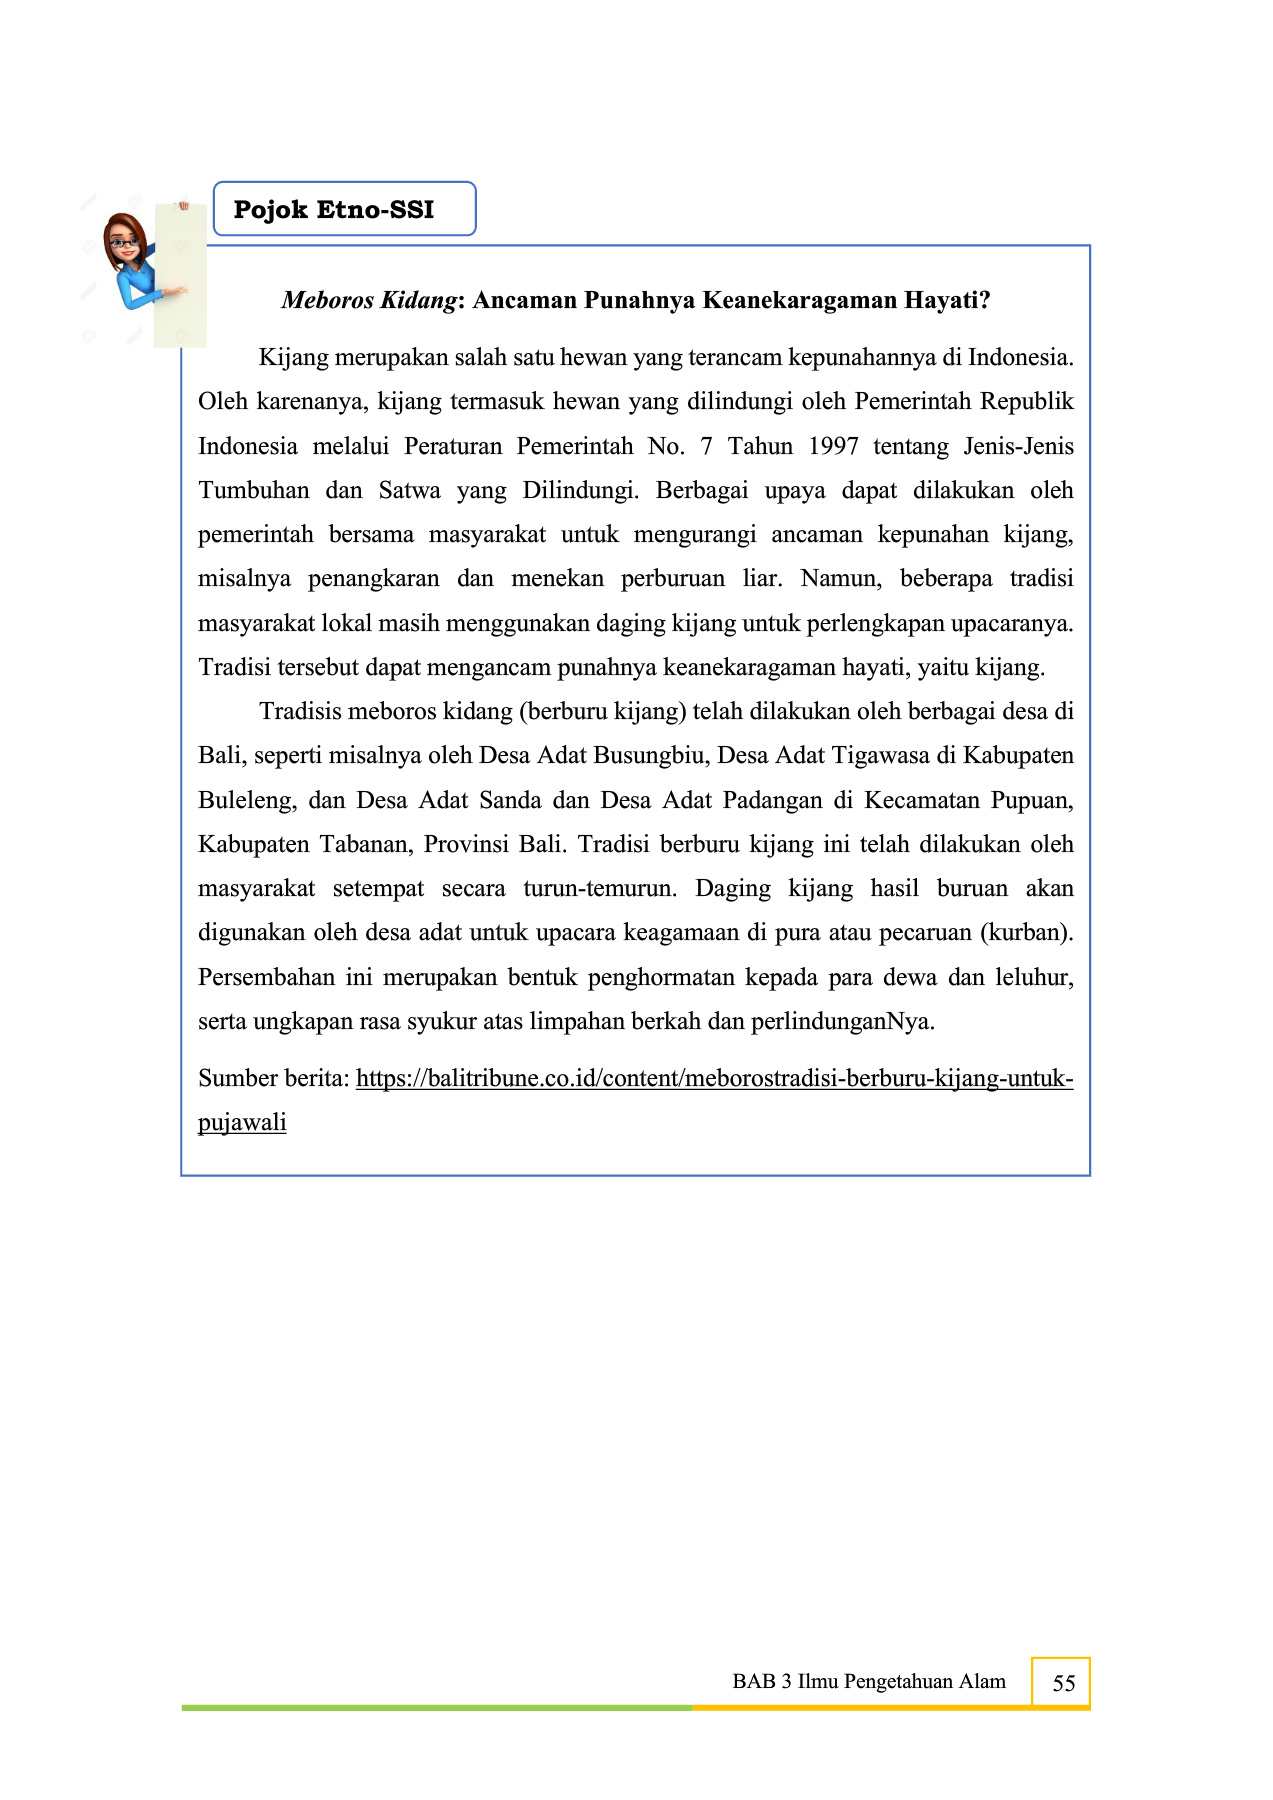 Pojok Etno-SSI
Meboros Kidang: Ancaman Punahnya Keanekaragaman Hayati?
Kijang merupakan salah satu hewan yang terancam kepunahannya di Indonesia.
Oleh karenanya, kijang termasuk hewan yang dilindungi oleh Pemerintah Republik
Indonesia melalui Peraturan Pemerintah No. 7 Tahun 1997 tentang Jenis-Jenis
Tumbuhan dan Satwa yang Dilindungi. Berbagai upaya dapat dilakukan oleh
pemerintah bersama masyarakat untuk mengurangi ancaman kepunahan kijang,
misalnya penangkaran dan menekan perburuan liar. Namun, beberapa tradisi
masyarakat lokal masih menggunakan daging kijang untuk perlengkapan upacaranya.
Tradisi tersebut dapat mengancam punahnya keanekaragaman hayati, yaitu kijang.
Tradisis meboros kidang (berburu kijang) telah dilakukan oleh berbagai desa di
Bali, seperti misalnya oleh Desa Adat Busungbiu, Desa Adat Tigawasa di Kabupaten
Buleleng, dan Desa Adat Sanda dan Desa Adat Padangan di Kecamatan Pupuan,
Kabupaten Tabanan, Provinsi Bali. Tradisi berburu kijang ini telah dilakukan oleh
masyarakat setempat secara turun-temurun. Daging kijang hasil buruan akan
digunakan oleh desa adat untuk upacara keagamaan di pura atau pecaruan (kurban).
Persembahan ini merupakan bentuk penghormatan kepada para dewa dan leluhur,
serta ungkapan rasa syukur atas limpahan berkah dan perlindunganNya.
Sumber berita: https://balitribune.co.id/content/meborostradisi-berburu-kijang-untuk-
pujawali
BAB 3 Ilmu Pengetahuan Alam 55